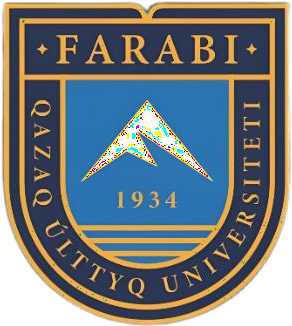 · FARABI ·
QAZAQ ÚLTTYQ UNIVERSITETI
1934